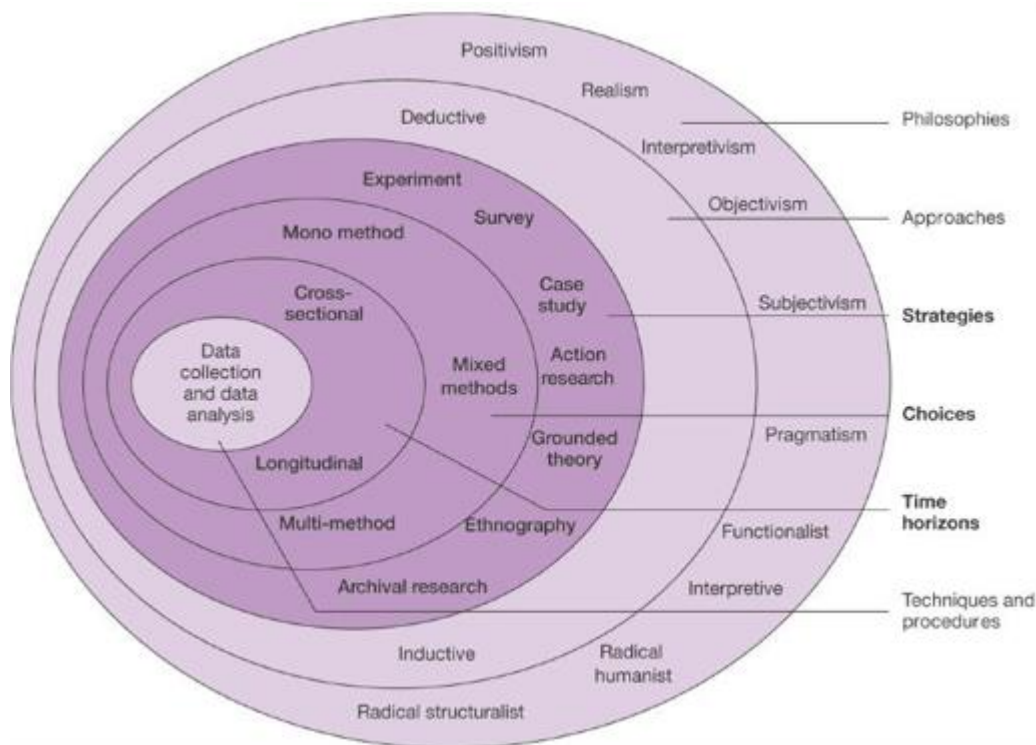 Positivism
Realism
Philosophies
Deductive
Interpretivism
Experiment
Objectivism
Survey
Approaches
Mono method
Case
study
Cross-
sectional
Subjectivism
Strategies
Data
collection
and data
analysis
Mixed
methods
Action
research
Choices
Pragmatism
Grounded
theory
Longitudinal
Time
horizons
Multi-method
Ethnography
Functionalist
Archival research
Interpretive
Techniques and
procedures
Inductive
Radical
humanist
Radical structuralist